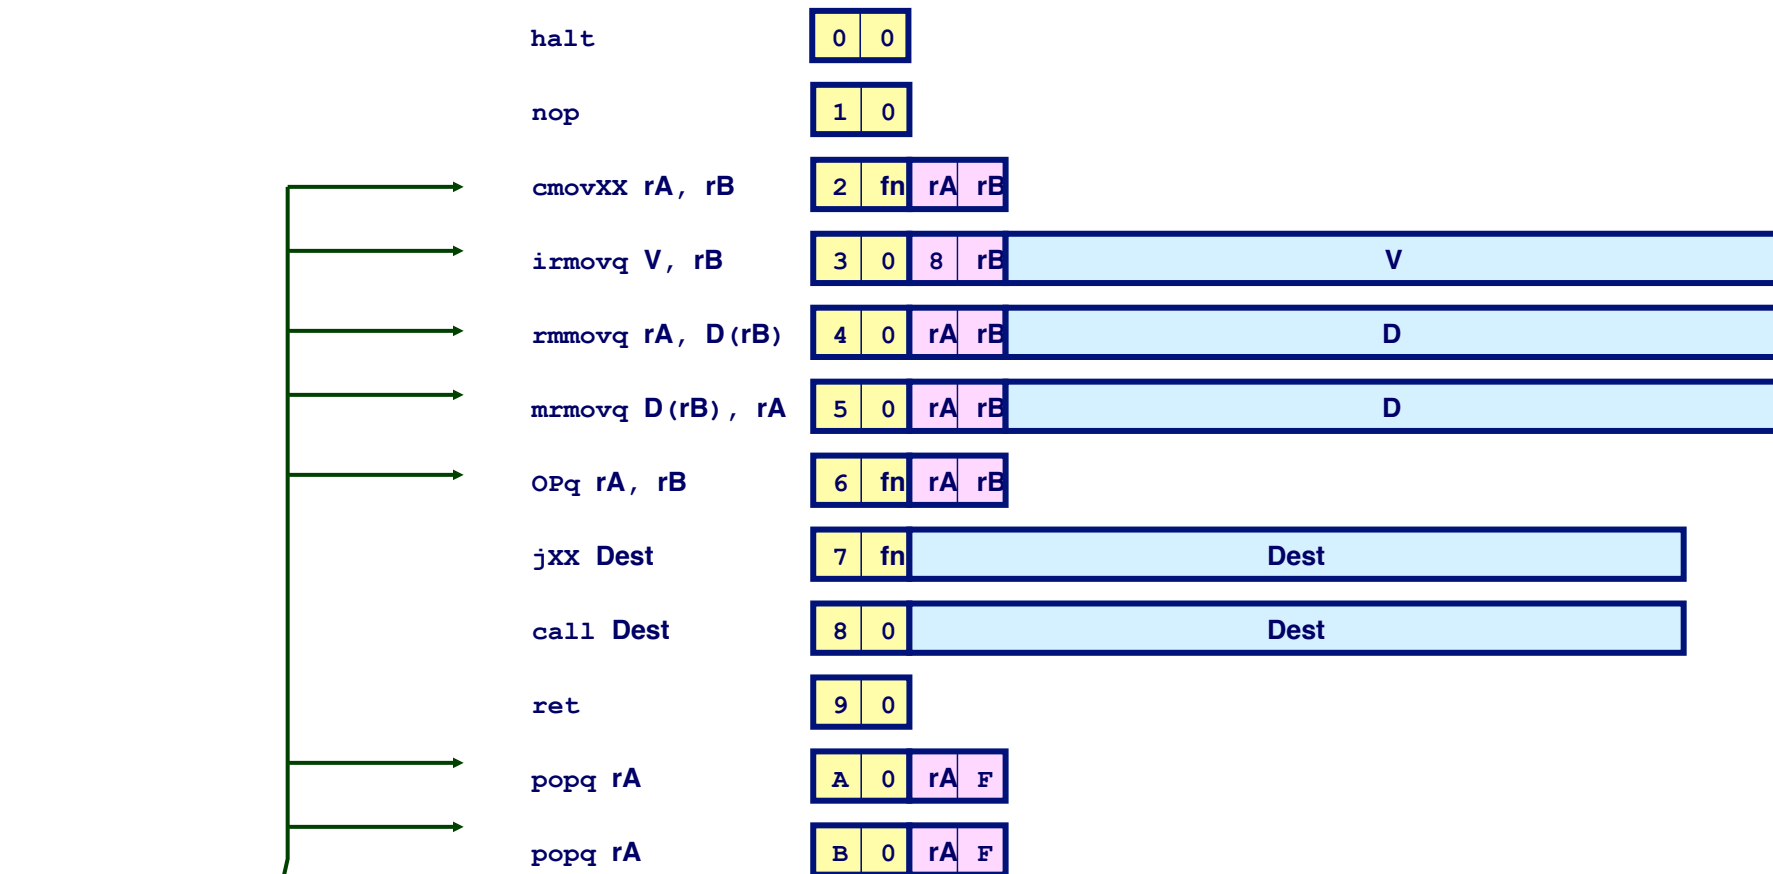 halt 0 0
nop 1 0
cmovXX rA, rB 2 fn rA rB
irmovq V, rB 3 0 8 rB V
rmmovq rA, D(rB) 4 0 rA rB D
mrmovq D(rB), rA 5 0 rA rB D
OPq rA, rB 6 fn rA rB
jXX Dest 7 fn Dest
call Dest 8 0 Dest
ret 9 0
popq rA A 0 rA F
popq rA B 0 rA F